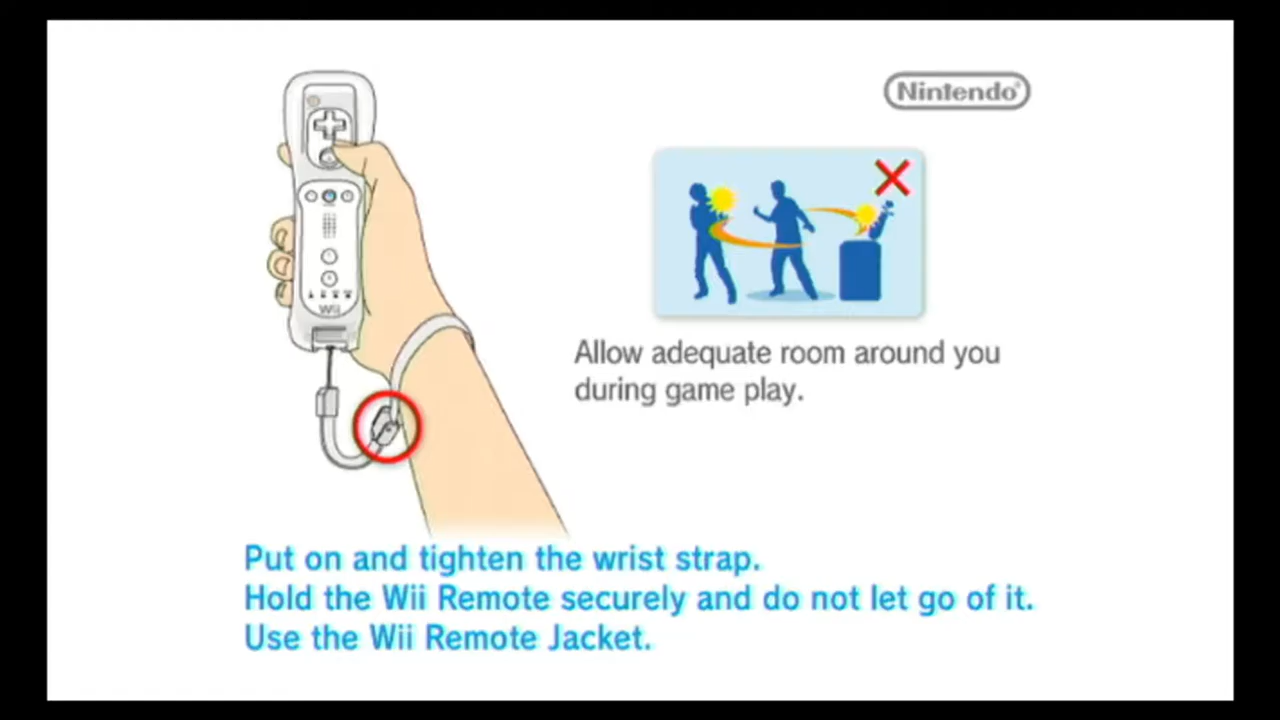 Nintendo®
Wii
Allow adequate room around you
during game play.
Put on and tighten the wrist strap.
Hold the Wii Remote securely and do not let go of it.
Use the Wii Remote Jacket.